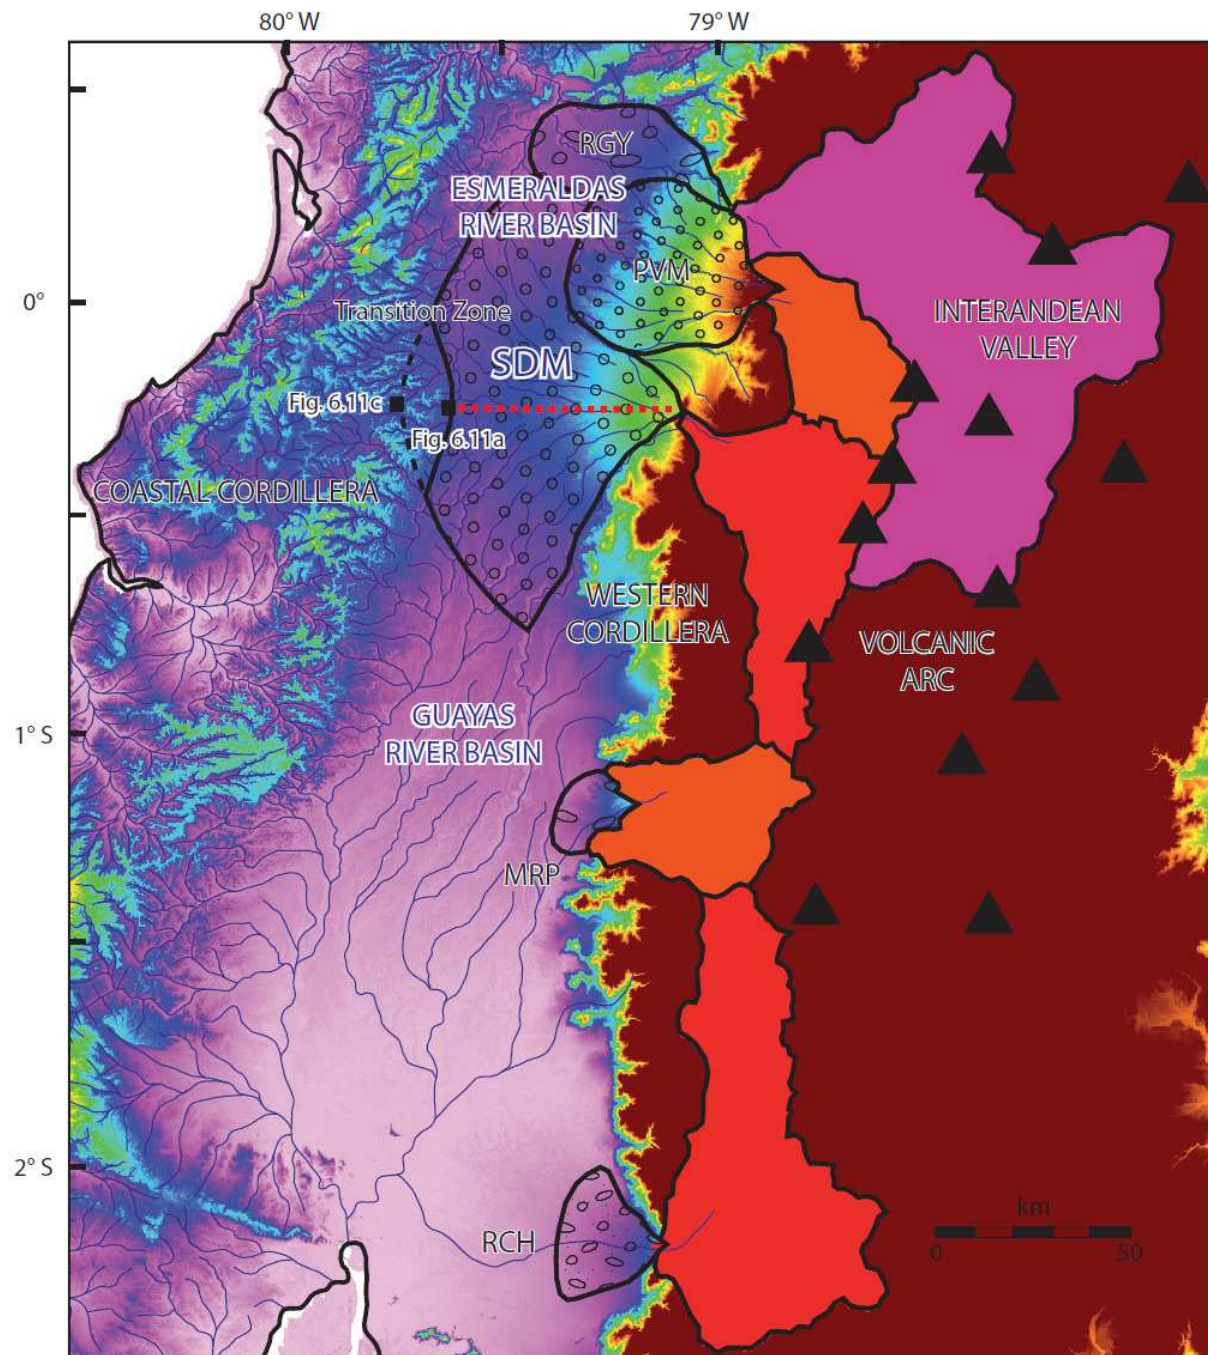 80° W
79° W
RGY
ESMERALDAS
RIVER BASIN
PVM
0°
Transition Zone
INTERANDEAN
VALLEY
SDM
Fig. 6.11c
Fig. 6.11a
COASTAL CORDILLERA
WESTERN
CORDILLERA
VOLCANIC
ARC
GUAYAS
RIVER BASIN
1° S
MRP
2° S
km
RCH
0
50